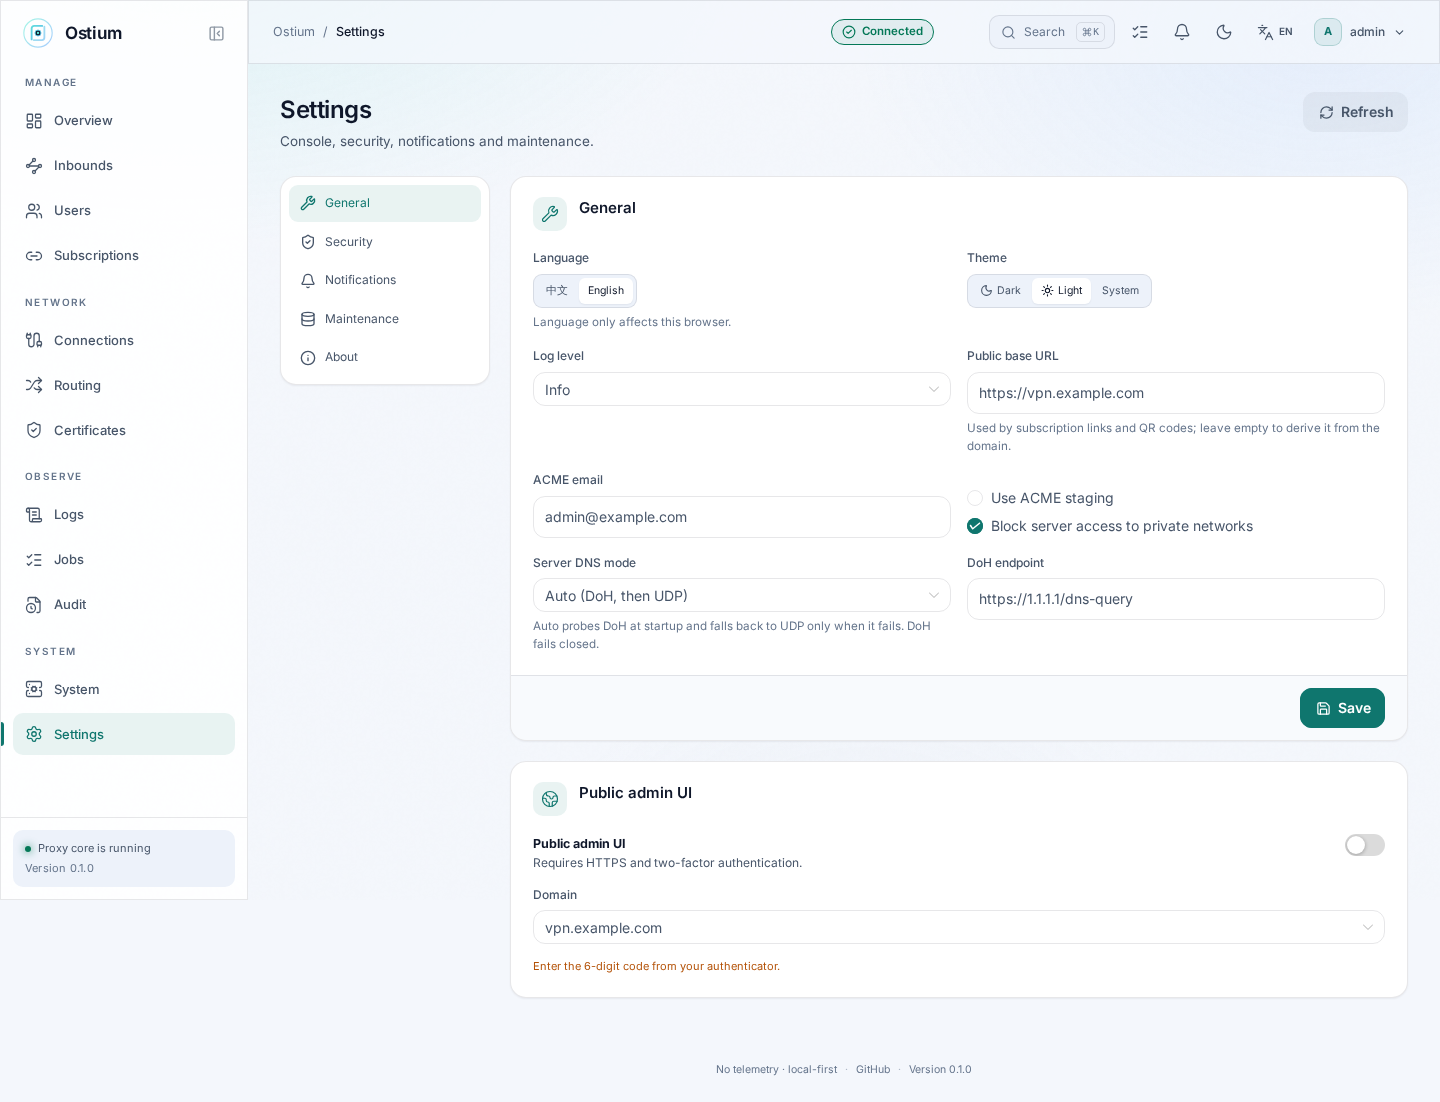 Ostium
MANAGE
Overview
Inbounds
Users
Subscriptions
NETWORK
Connections
Routing
Certificates
OBSERVE
Logs
Jobs
Audit
SYSTEM
System
Settings
Proxy core is running
Version 0.1.0
Ostium / Settings
Connected
Search ⌘K
EN
A admin
Settings
Console, security, notifications and maintenance.
Refresh
General
Security
Notifications
Maintenance
About
General
Language
中文 English
Language only affects this browser.
Theme
Dark Light System
Log level
Info
Public base URL
https://vpn.example.com
Used by subscription links and QR codes; leave empty to derive it from the
domain.
ACME email
admin@example.com
Use ACME staging
Block server access to private networks
Server DNS mode
Auto (DoH, then UDP)
Auto probes DoH at startup and falls back to UDP only when it fails. DoH
fails closed.
DoH endpoint
https://1.1.1.1/dns-query
Save
Public admin UI
Public admin UI
Requires HTTPS and two-factor authentication.
Domain
vpn.example.com
Enter the 6-digit code from your authenticator.
No telemetry · local-first · GitHub · Version 0.1.0